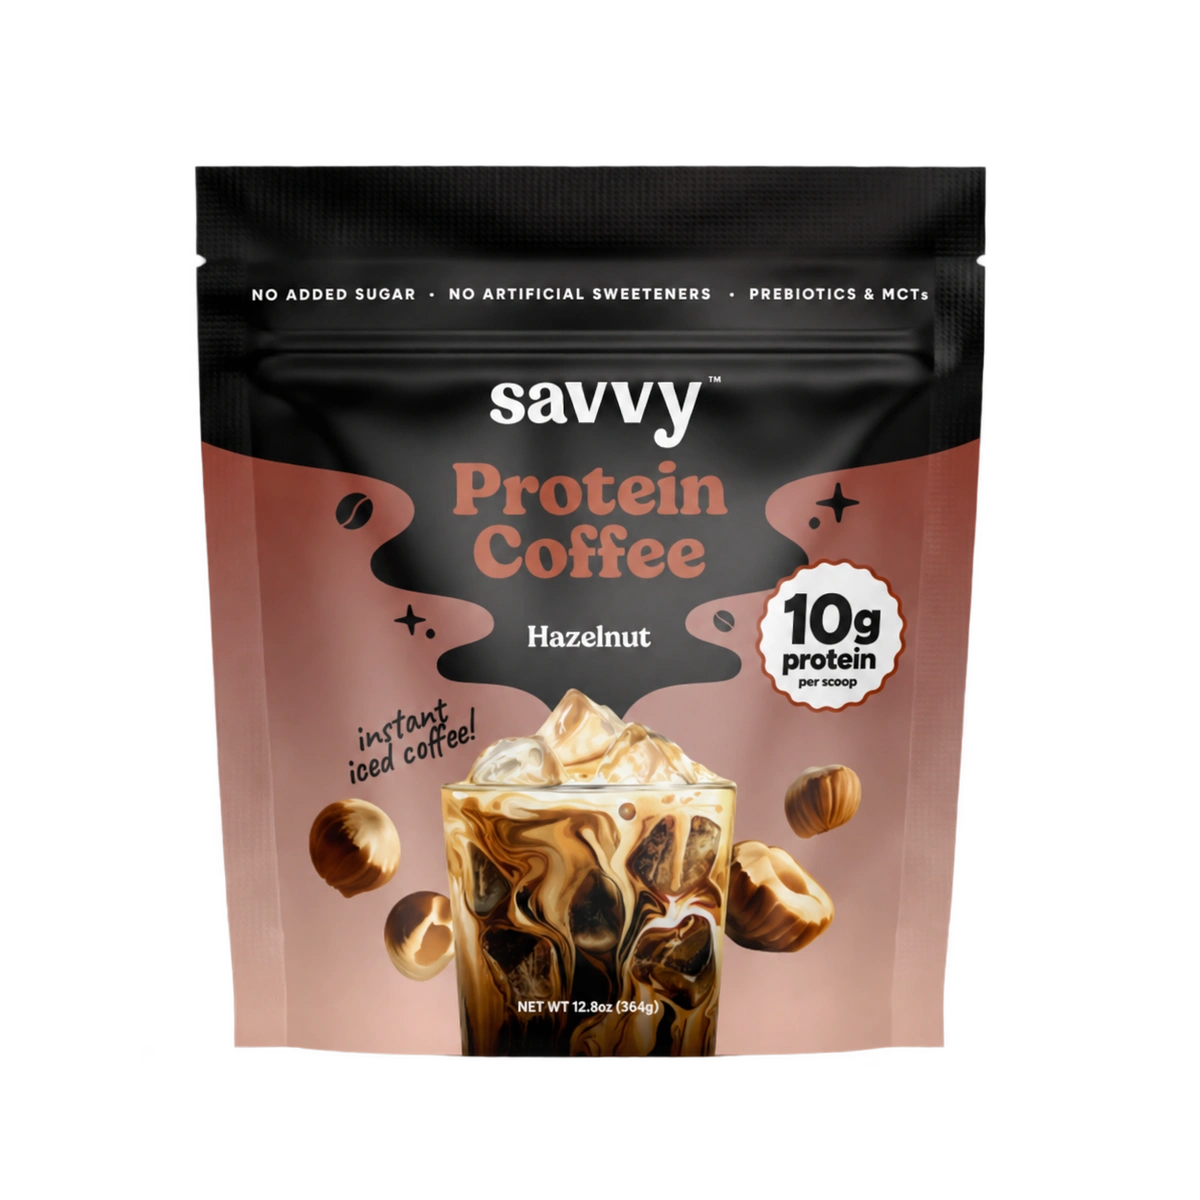 NO ADDED SUGAR • NO ARTIFICIAL SWEETENERS • PREBIOTICS & MCTs
savvy™
Protein
Coffee
Hazelnut
10g
protein
per scoop
instant
iced coffee!
NET WT 12.8oz (364g)